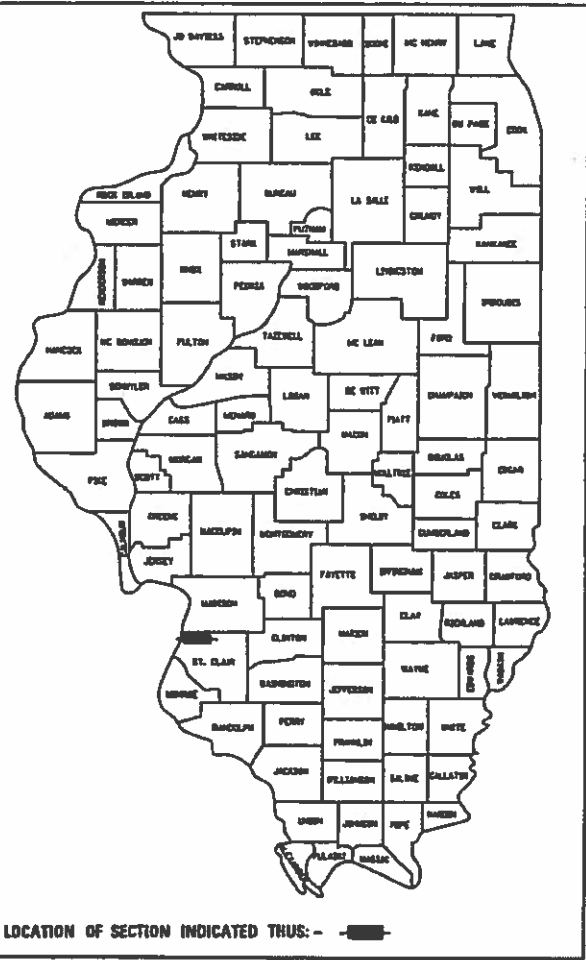 JO DAVIESS STEPHENSON WINNEBAGO BOONE MC HENRY LAKE
CARROLL OGLE DE KALB KANE DU PAGE COOK
WHITESIDE LEE
KENDALL WILL
ROCK ISLAND HENRY BUREAU LA SALLE GRUNDY
MERCER PUTNAM
STARK MARSHALL KANKAKEE
HENDERSON WARREN KNOX PEORIA WOODFORD LIVINGSTON
IROQUOIS
HANCOCK MC DONOUGH FULTON TAZEWELL MC LEAN FORD
MASON
SCHUYLER LOGAN DE WITT CHAMPAIGN VERMILION
ADAMS BROWN CASS MENARD PIATT
MACON
PIKE SCOTT MORGAN SANGAMON MOULTRIE DOUGLAS EDGAR
CHRISTIAN COLES
CALHOUN GREENE MACOUPIN MONTGOMERY SHELBY CUMBERLAND CLARK
JERSEY FAYETTE EFFINGHAM JASPER CRAWFORD
MADISON BOND
CLAY RICHLAND LAWRENCE
CLINTON MARION
ST. CLAIR WAYNE EDWARDS WABASH
MONROE WASHINGTON JEFFERSON
RANDOLPH PERRY HAMILTON WHITE
FRANKLIN
JACKSON WILLIAMSON SALINE GALLATIN
UNION JOHNSON POPE HARDIN
ALEXANDER PULASKI MASSAC
LOCATION OF SECTION INDICATED THUS: -